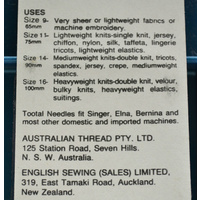 USES
Size 9- Very sheer or lightweight fabrics or
65mm machine embroidery.
Size 11- Lightweight knits-single knit, jersey,
75mm chiffon, nylon, silk, taffeta, lingerie
tricots, lightweight elastics.
Size 14- Mediumweight knits-double knit, tricots,
90mm spandex, jersey, crepe, mediumweight
elastics.
Size 16- Heavyweight knits-double knit, velour,
100mm bulky knits, heavyweight elastics,
suitings.
Tootal Needles fit Singer, Elna, Bernina and
most other domestic and imported machines.
AUSTRALIAN THREAD PTY. LTD.
125 Station Road, Seven Hills.
N. S. W. Australia.
ENGLISH SEWING (SALES) LIMITED,
319, East Tamaki Road, Auckland.
New Zealand.